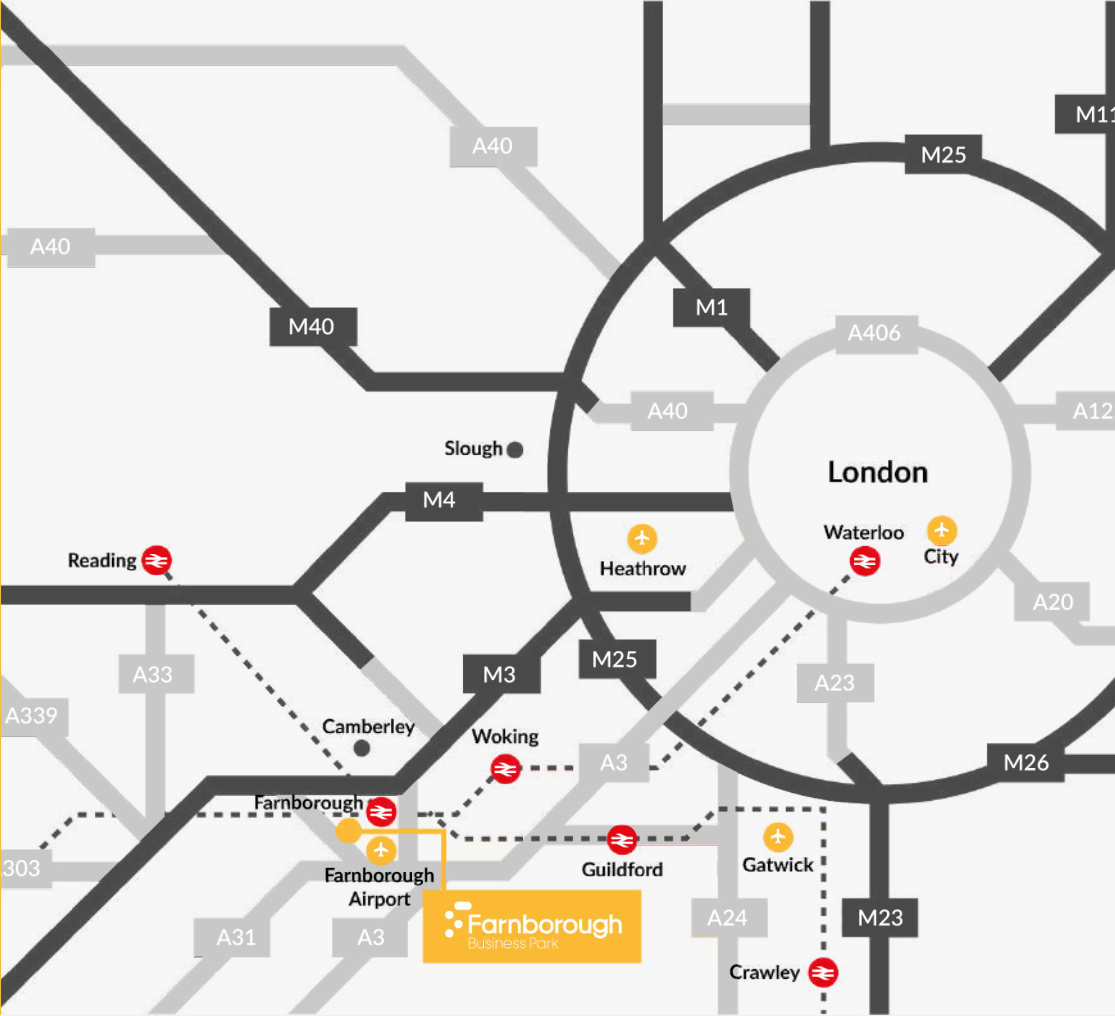 M11
A40
M25
A40
M1
M40
A406
A40
A12
Slough
London
M4
Waterloo
City
Reading
Heathrow
A20
M25
A33
M3
A23
A339
Camberley
Woking
A3
M26
Farnborough
303
Farnborough
Airport
Guildford
Gatwick
A31
A3
Farnborough
Business Park
A24
M23
Crawley